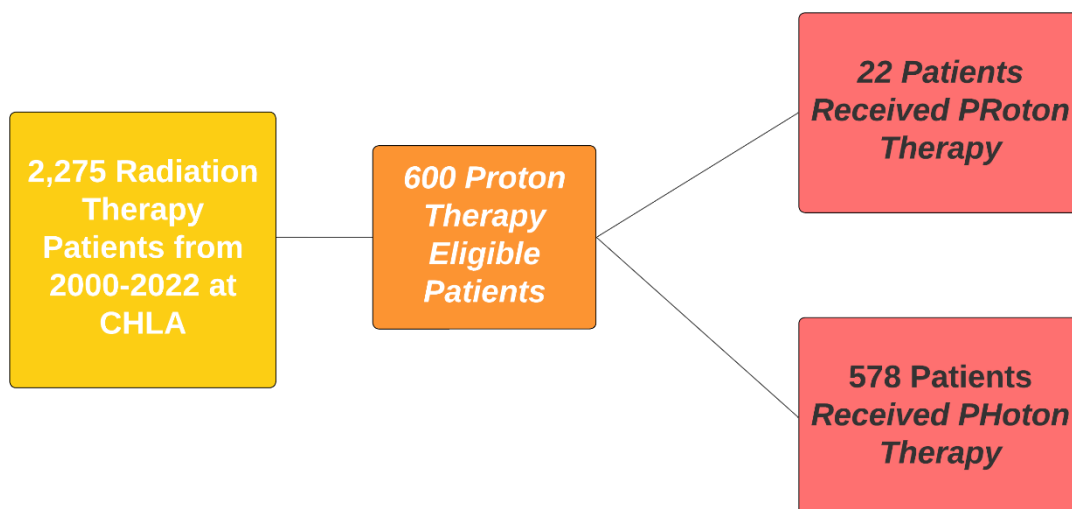 2,275 Radiation
Therapy
Patients from
2000-2022 at
CHLA
600 Proton
Therapy
Eligible
Patients
22 Patients
Received PRoton
Therapy
578 Patients
Received PHoton
Therapy